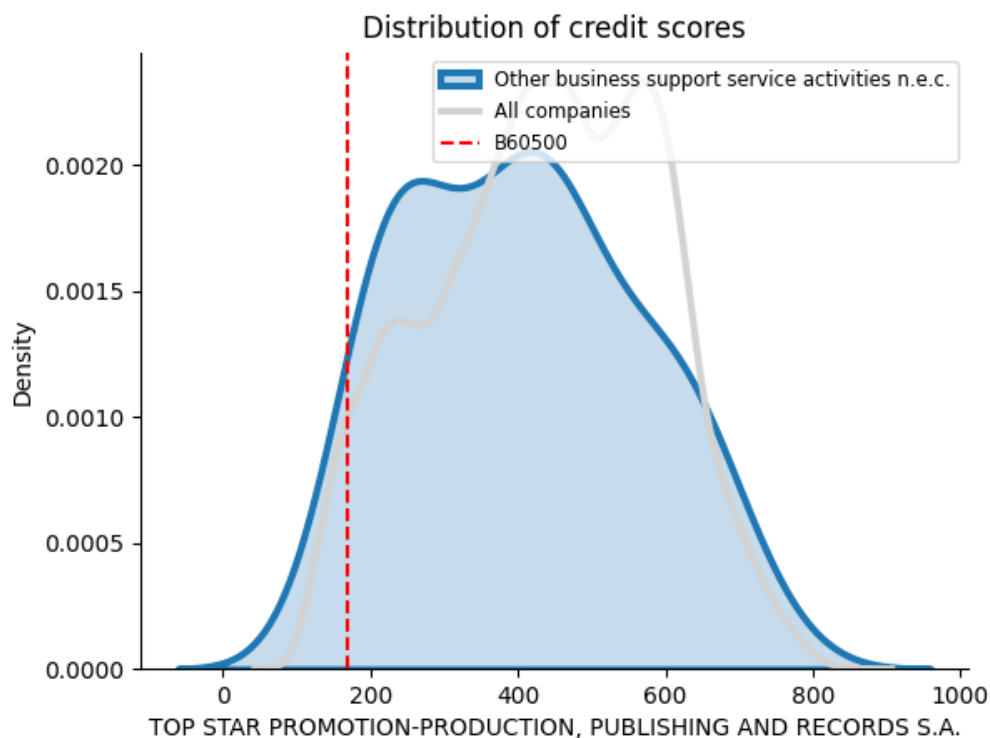 Distribution of credit scores
Other business support service activities n.e.c.
All companies
B60500
Density
0.0020
0.0015
0.0010
0.0005
0.0000
0 200 400 600 800 1000
TOP STAR PROMOTION-PRODUCTION, PUBLISHING AND RECORDS S.A.